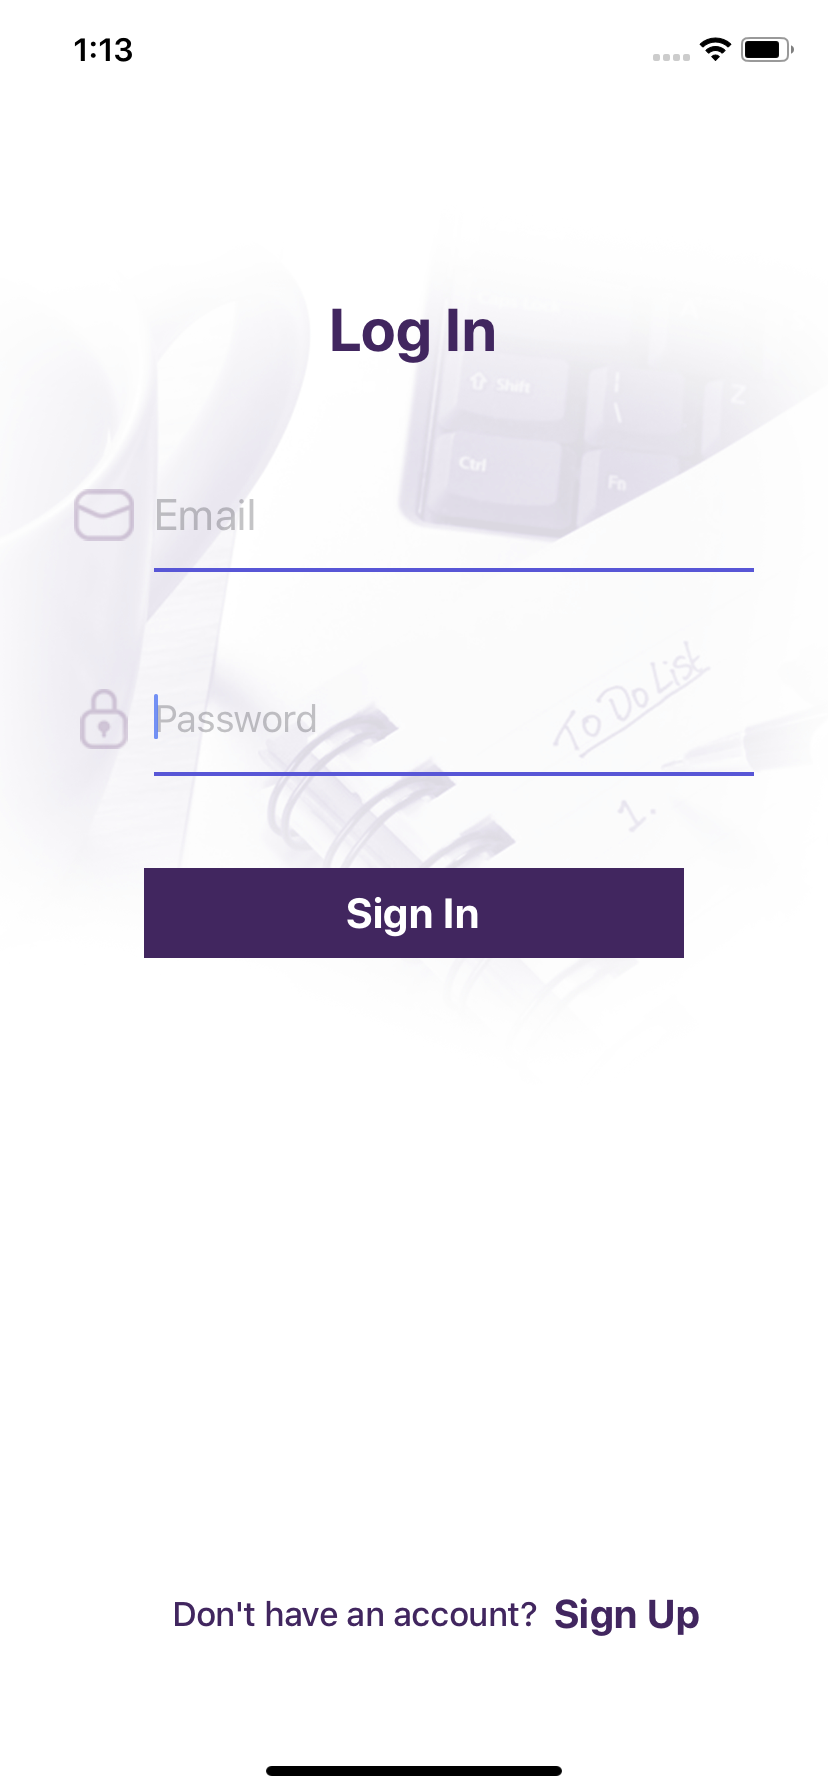 1:13
Log In
⇧ Shift
[
\
Z
Ctrl
Fn
Email
To Do List
Password
1.
Sign In
Don't have an account? Sign Up